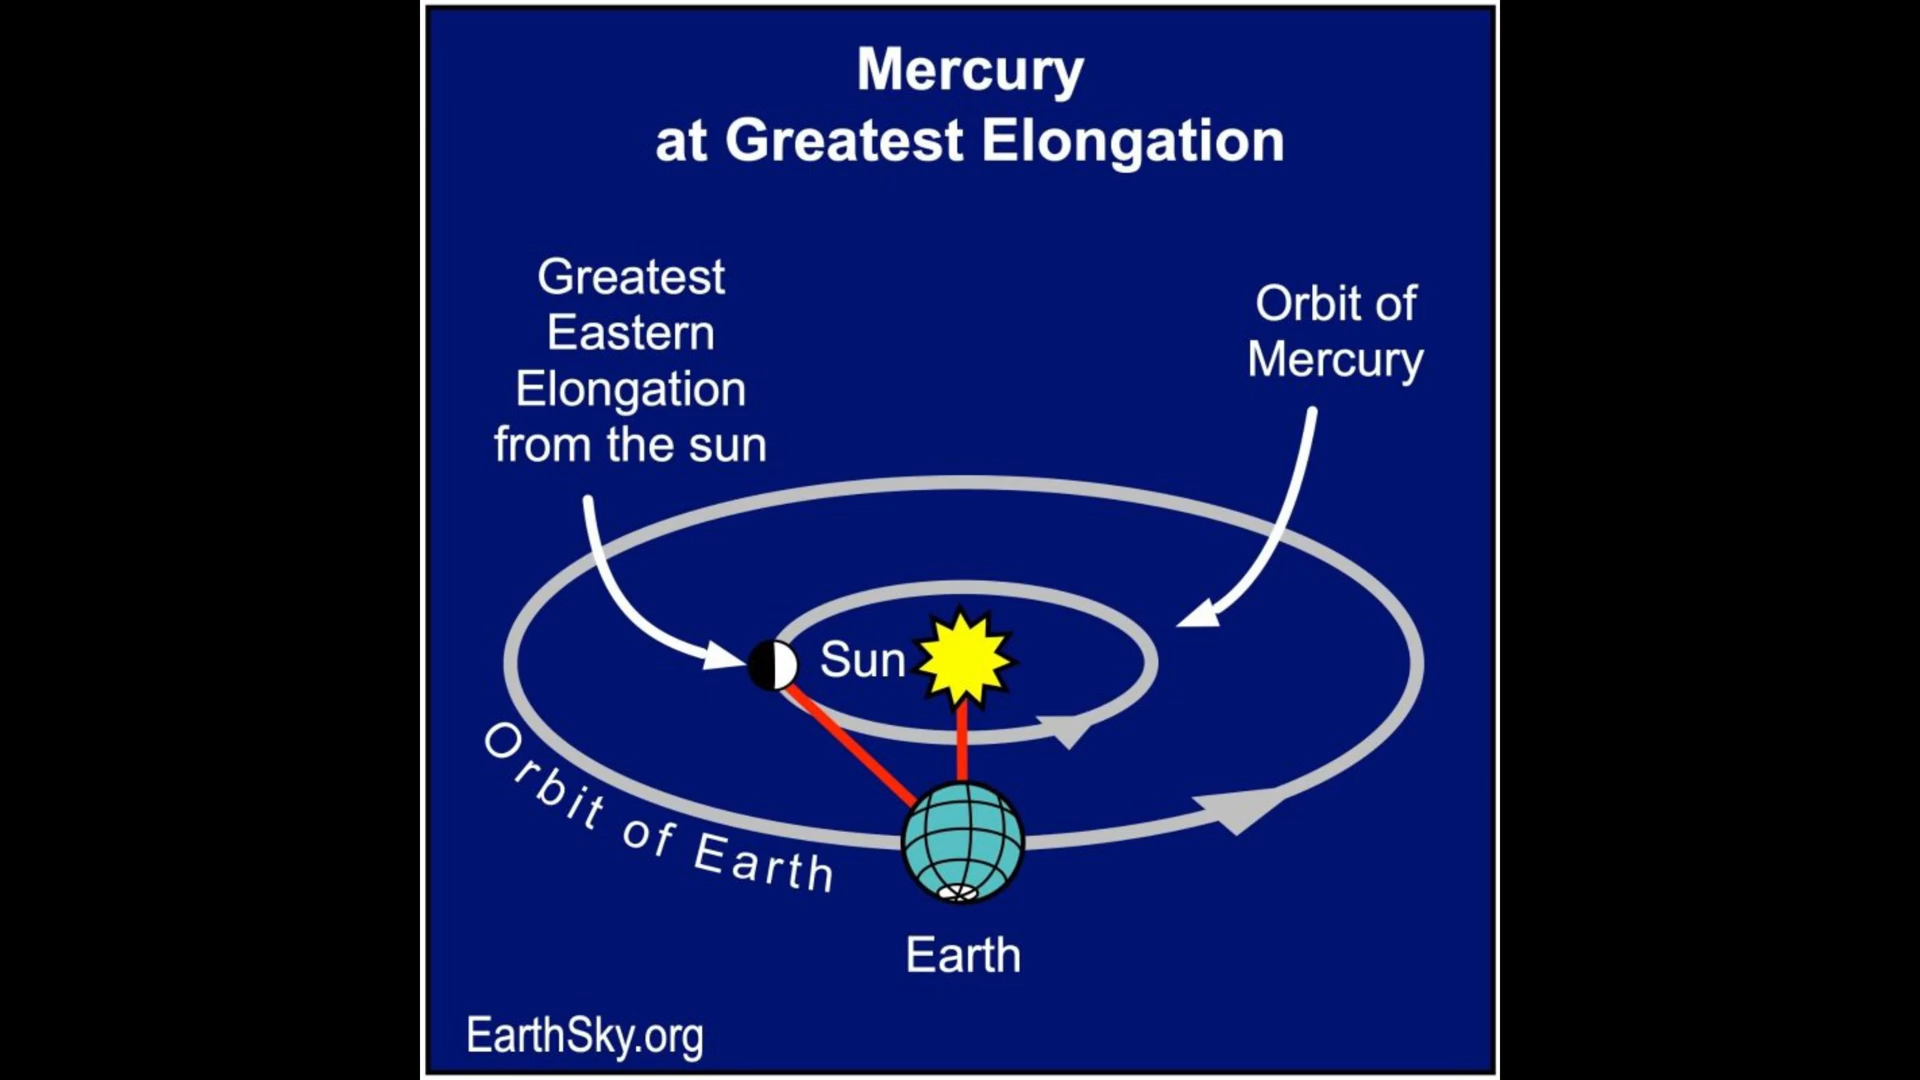 Mercury
at Greatest Elongation
Greatest
Eastern
Elongation
from the sun
Orbit of
Mercury
Sun
Orbit of Earth
Earth
EarthSky.org